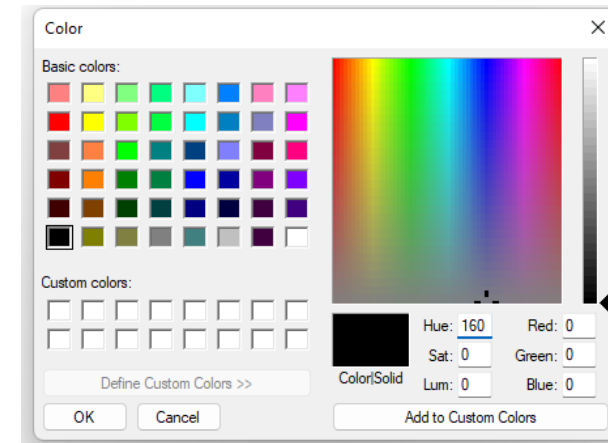 Color
Basic colors:
Custom colors:
Define Custom Colors >>
OK Cancel
Color|Solid
Hue: 160 Red: 0
Sat: 0 Green: 0
Lum: 0 Blue: 0
Add to Custom Colors